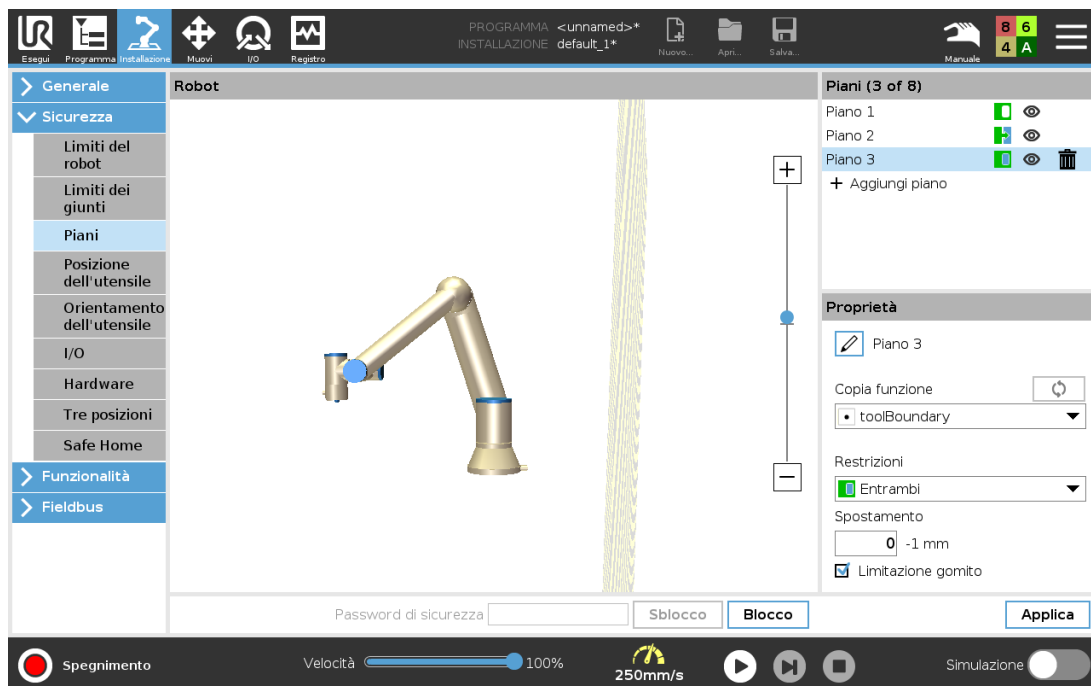 UR
Esegui
Programma
Installazione
Muovi
I/O
Registro
PROGRAMMA <unnamed>*
INSTALLAZIONE default_1*
Nuovo...
Apri...
Salva...
Manuale
8 6
4 A
Generale
Sicurezza
Limiti del
robot
Limiti dei
giunti
Piani
Posizione
dell'utensile
Orientamento
dell'utensile
I/O
Hardware
Tre posizioni
Safe Home
Funzionalità
Fieldbus
Robot
Piani (3 of 8)
Piano 1
Piano 2
Piano 3
+ Aggiungi piano
Proprietà
Piano 3
Copia funzione
toolBoundary
Restrizioni
Entrambi
Spostamento
0 -1 mm
Limitazione gomito
Password di sicurezza
Sblocco
Blocco
Applica
Spegnimento
Velocità
100%
250mm/s
Simulazione